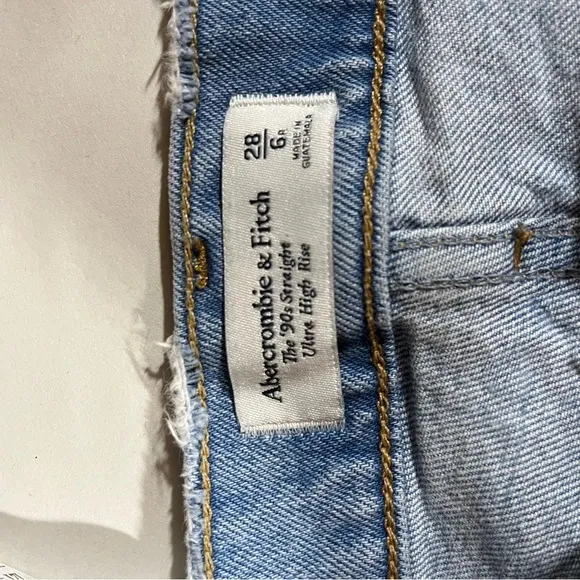 Abercrombie & Fitch
The '90s Straight
Ultra High Rise
28
6R
MADE IN
GUATEMALA